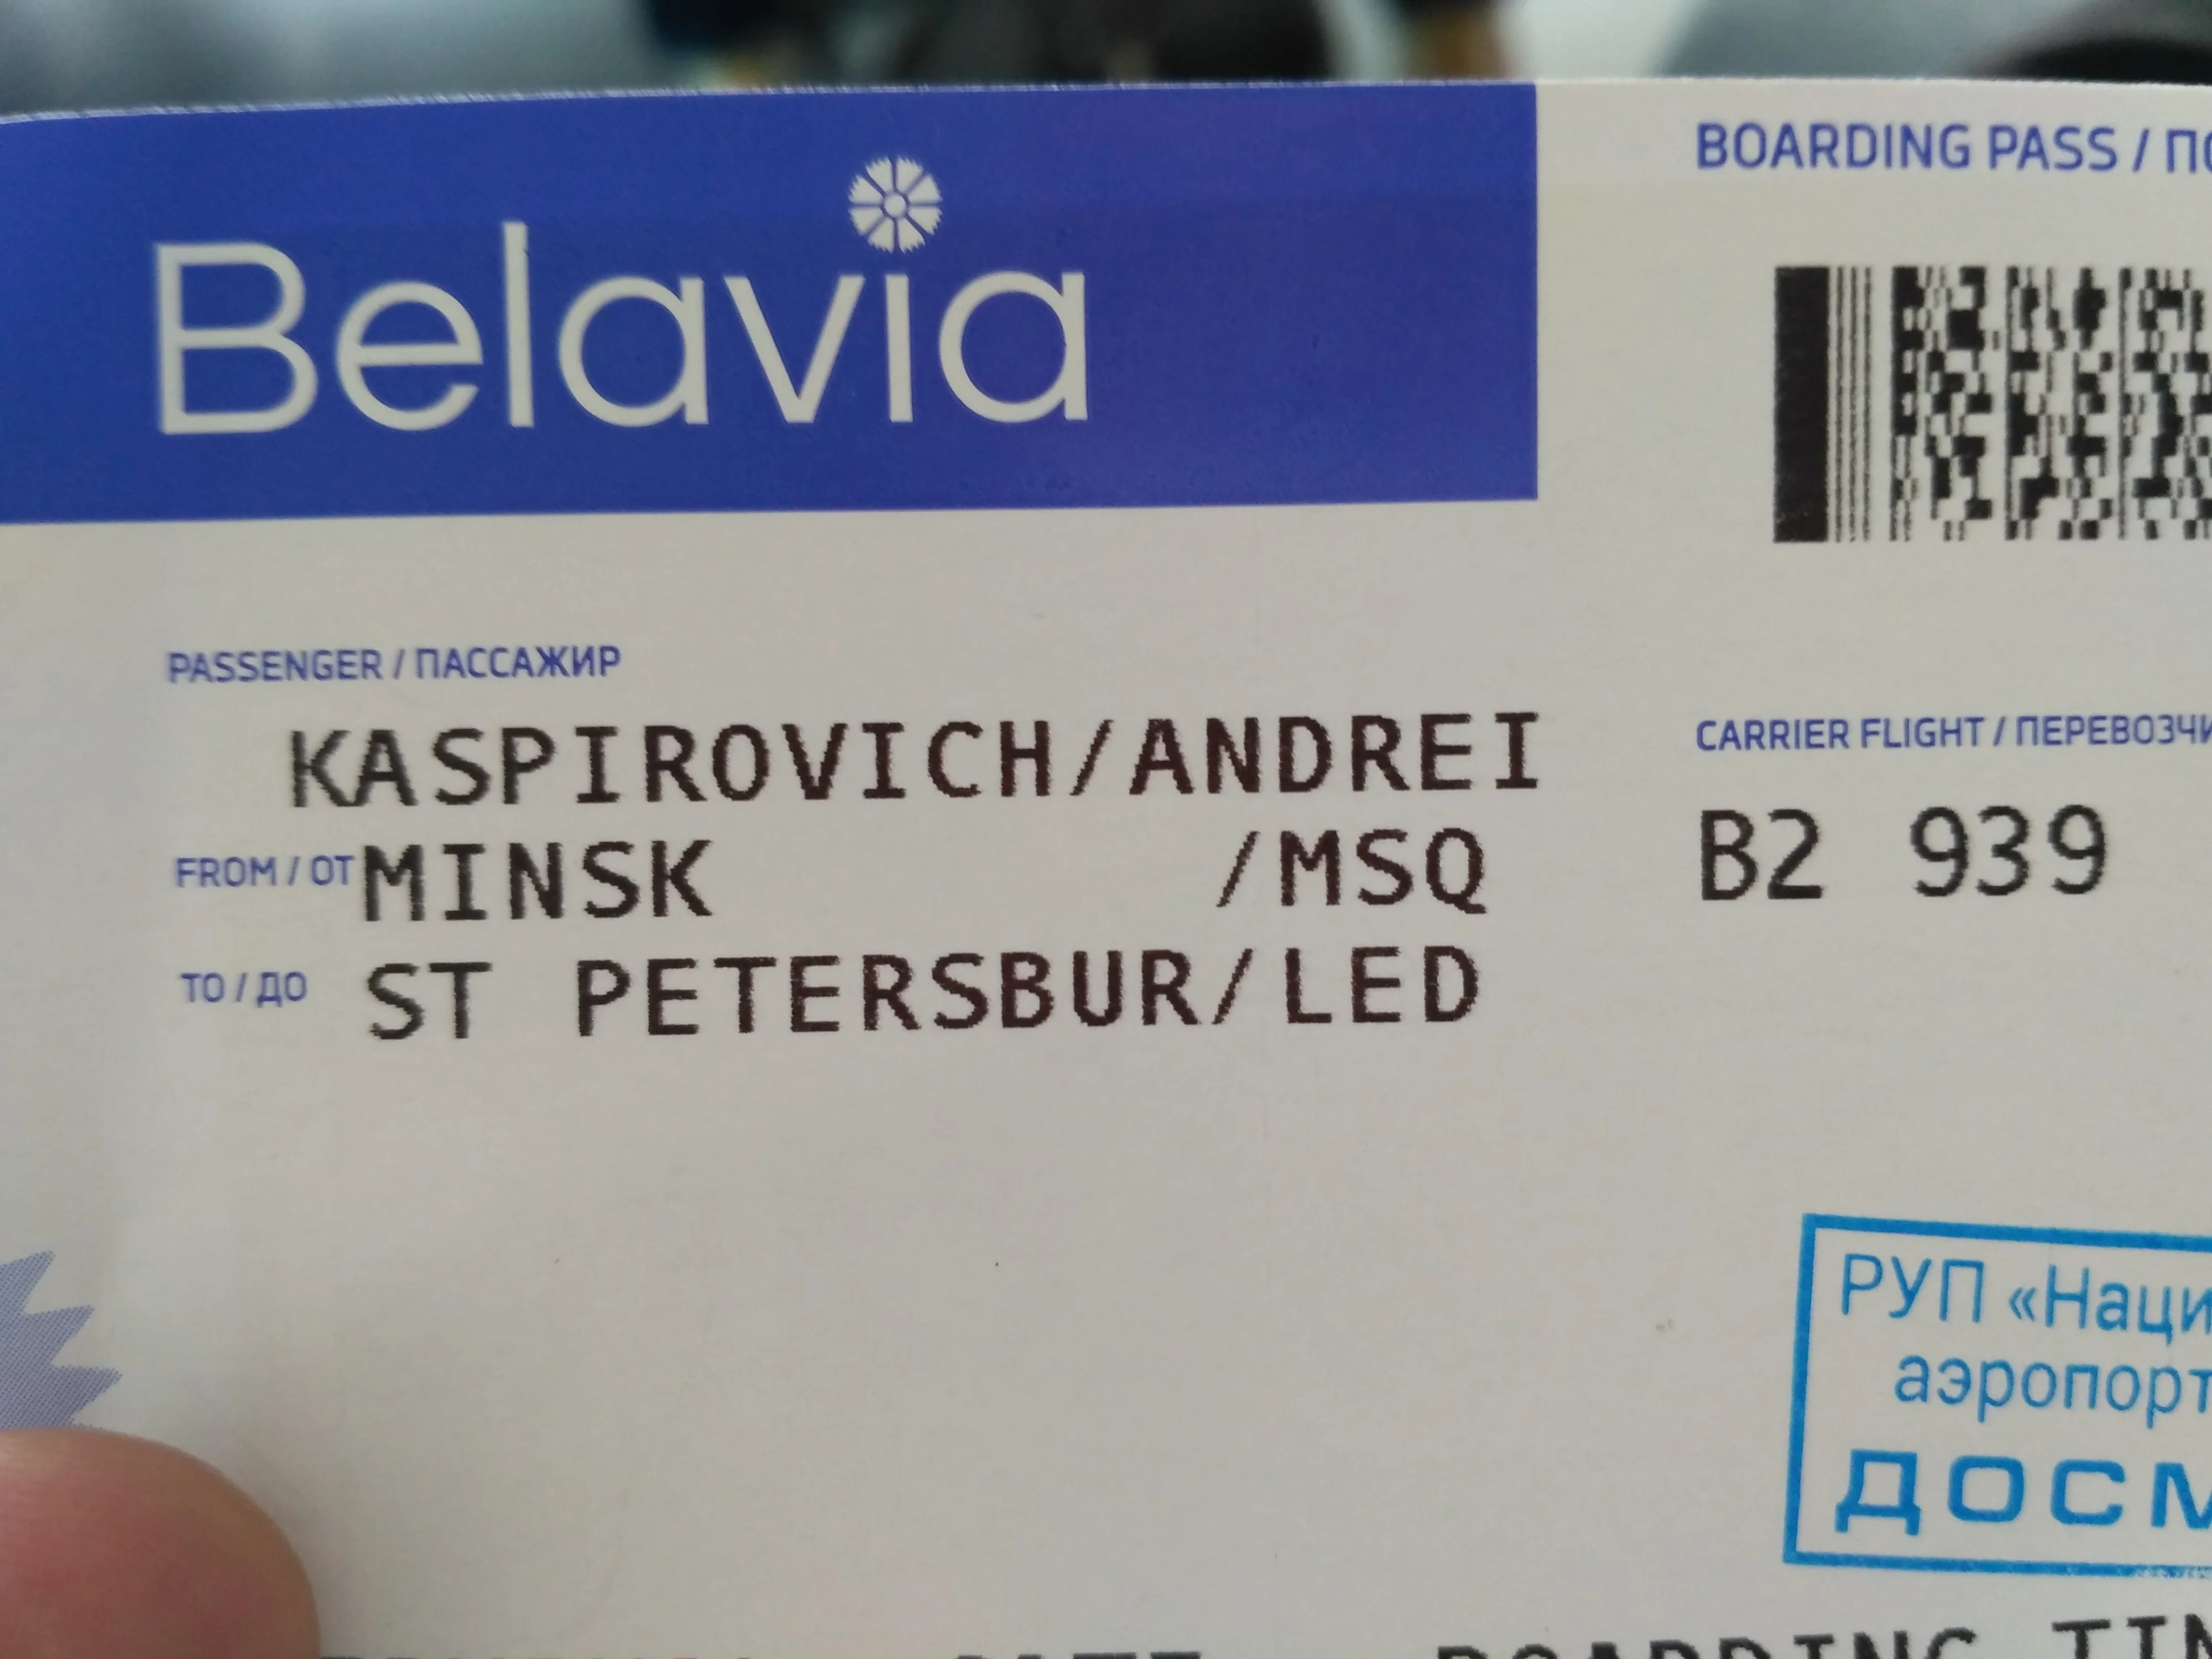 Belavia
BOARDING PASS /
PASSENGER / ПАССАЖИР
KASPIROVICH/ANDREI
CARRIER FLIGHT /
FROM / ОТ MINSK /MSQ
B2 939
TO / ДО ST PETERSBUR/LED
РУП «Наци
аэропорт
ДОСМ
BOARDING